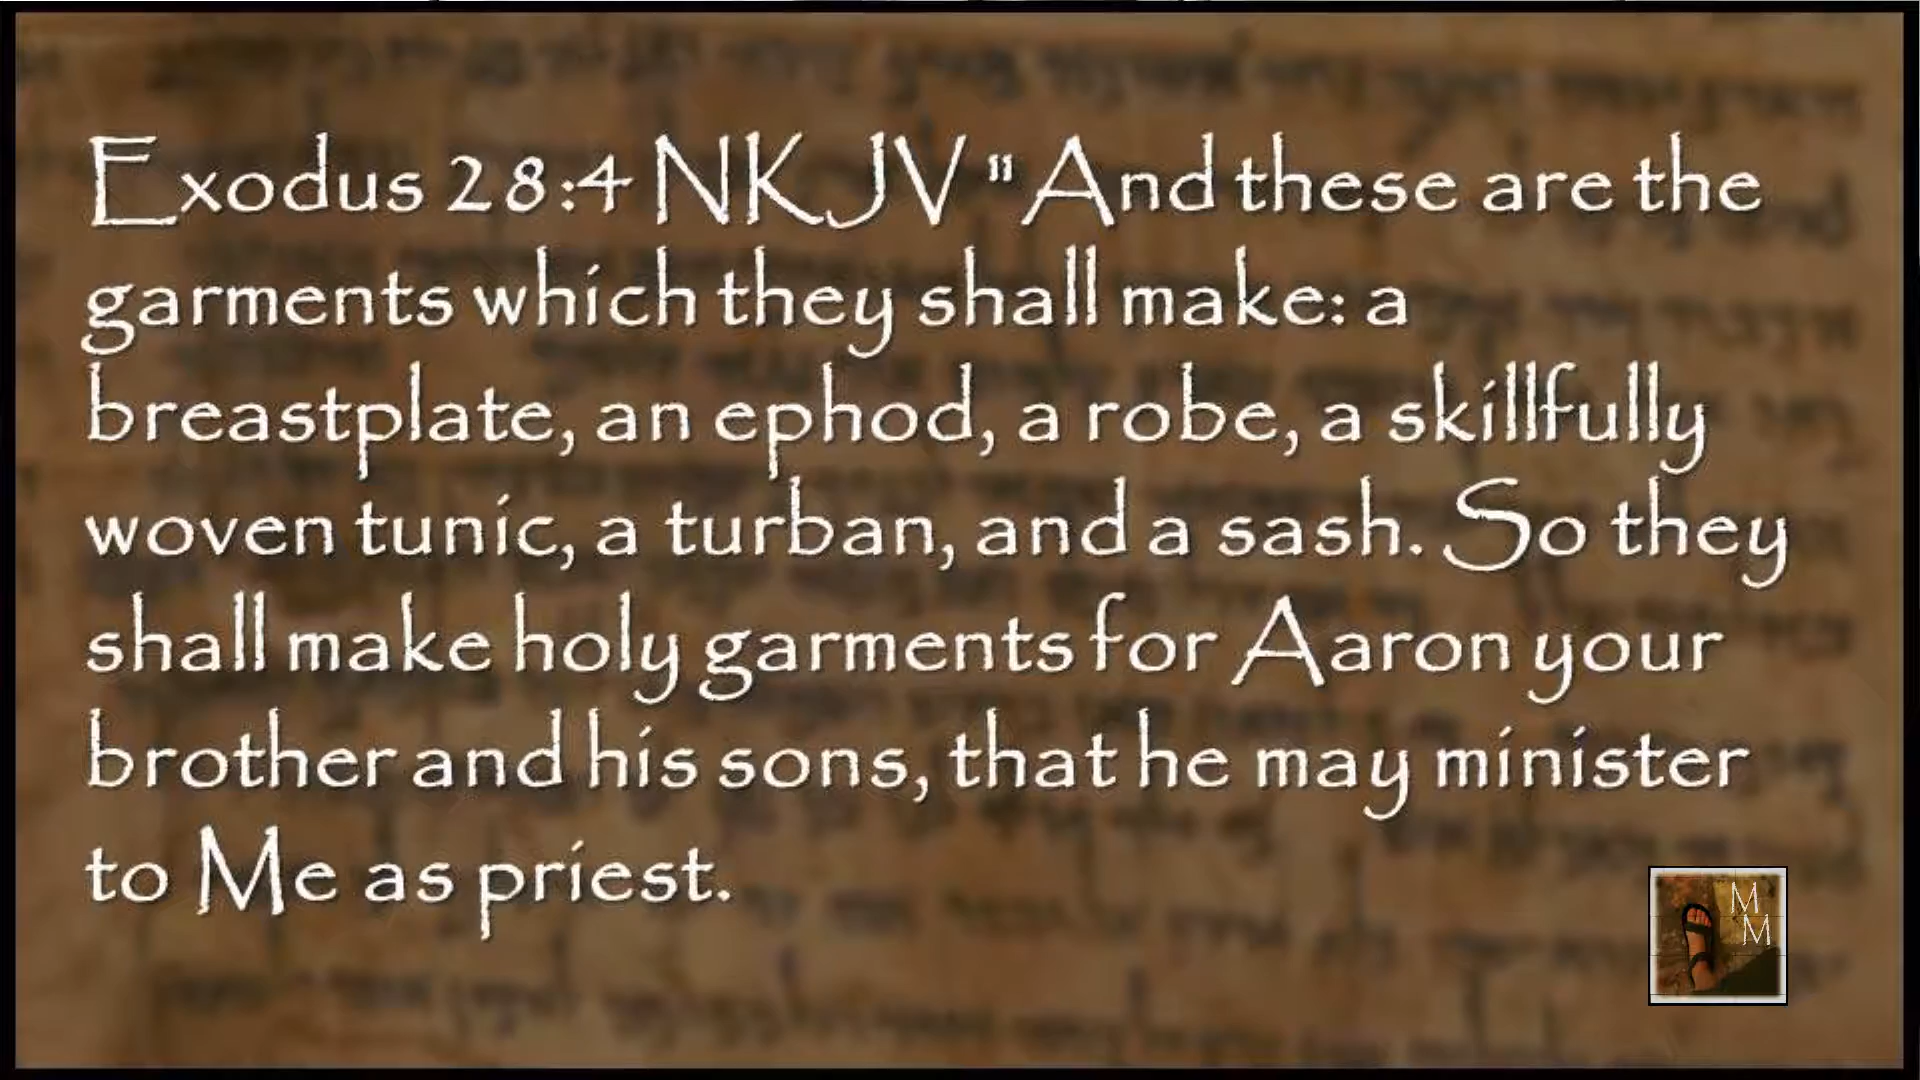 Exodus 28:4 NKJV "And these are the
garments which they shall make: a
breastplate, an ephod, a robe, a skillfully
woven tunic, a turban, and a sash. So they
shall make holy garments for Aaron your
brother and his sons, that he may minister
to Me as priest.
M
M